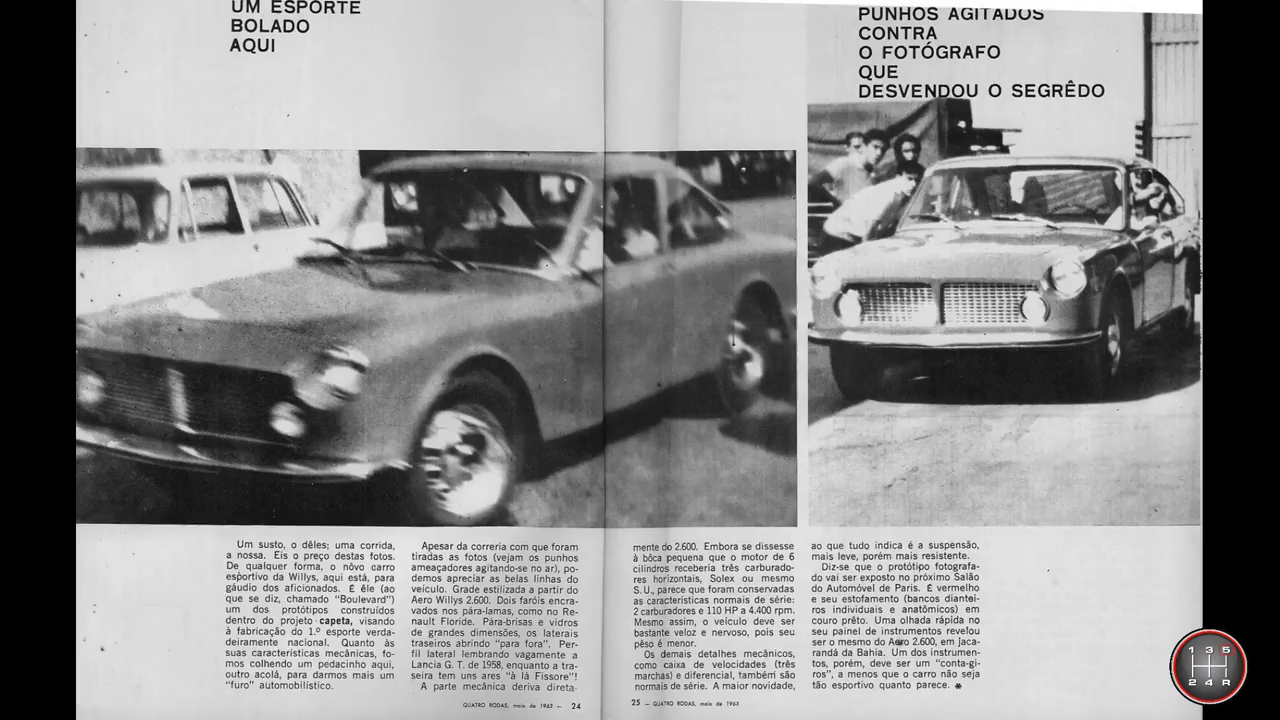 UM ESPORTE
BOLADO
AQUI
PUNHOS AGITADOS
CONTRA
O FOTÓGRAFO
QUE
DESVENDOU O SEGRÊDO
Um susto, o dêles; uma corrida,
a nossa. Eis o preço destas fotos.
De qualquer forma, o nôvo carro
esportivo da Willys, aqui está, para
gáudio dos aficionados. É êle (ao
que se diz, chamado "Boulevard")
um dos protótipos construídos
dentro do projeto capeta, visando
à fabricação do 1.º esporte verda-
deiramente nacional. Quanto às
suas características mecânicas, fo-
mos colhendo um pedacinho aqui,
outro acolá, para darmos mais um
"furo" automobilístico.
Apesar da correria com que foram
tiradas as fotos (vejam os punhos
ameaçadores agitando-se no ar), po-
demos apreciar as belas linhas do
veículo. Grade estilizada a partir do
Aero Willys 2.600. Dois faróis encra-
vados nos pára-lamas, como no Re-
nault Floride. Pára-brisas e vidros
de grandes dimensões, os laterais
traseiros abrindo "para fora". Per-
fil lateral lembrando vagamente a
Lancia G. T. de 1958, enquanto a tra-
seira tem uns ares "à lá Fissore"!
A parte mecânica deriva direta-
QUATRO RODAS, maio de 1963 — 24
mente do 2.600. Embora se dissesse
à bôca pequena que o motor de 6
cilindros receberia três carburado-
res horizontais, Solex ou mesmo
S. U., parece que foram conservadas
as características normais de série:
2 carburadores e 110 HP a 4.400 rpm.
Mesmo assim, o veículo deve ser
bastante veloz e nervoso, pois seu
pêso é menor.
Os demais detalhes mecânicos,
como caixa de velocidades (três
marchas) e diferencial, também são
normais de série. A maior novidade,
25 — QUATRO RODAS, maio de 1963
ao que tudo indica é a suspensão,
mais leve, porém mais resistente.
Diz-se que o protótipo fotografa-
do vai ser exposto no próximo Salão
do Automóvel de Paris. É vermelho
e seu estofamento (bancos diantei-
ros individuais e anatômicos) em
couro prêto. Uma olhada rápida no
seu painel de instrumentos revelou
ser o mesmo do Aero 2.600, em jaca-
randá da Bahia. Um dos instrumen-
tos, porém, deve ser um "conta-gi-
ros", a menos que o carro não seja
tão esportivo quanto parece. *
1 3 5
2 4 R